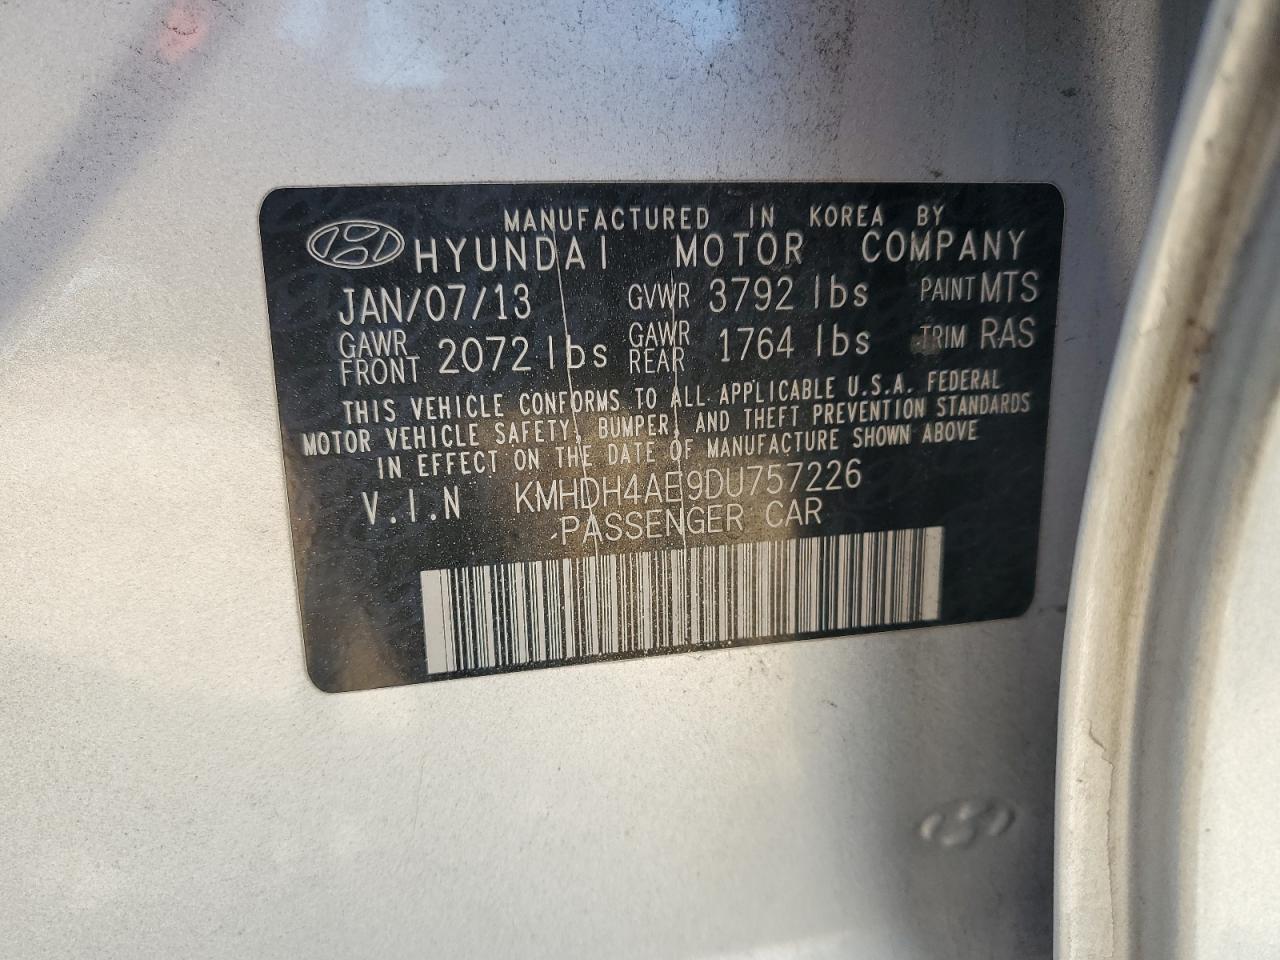 MANUFACTURED IN KOREA BY
HYUNDAI MOTOR COMPANY
JAN/07/13 GVWR 3792 lbs PAINT MTS
GAWR FRONT 2072 lbs GAWR REAR 1764 lbs TRIM RAS
THIS VEHICLE CONFORMS TO ALL APPLICABLE U.S.A. FEDERAL
MOTOR VEHICLE SAFETY, BUMPER, AND THEFT PREVENTION STANDARDS
IN EFFECT ON THE DATE OF MANUFACTURE SHOWN ABOVE
V.I.N KMHDH4AE9DU757226
PASSENGER CAR